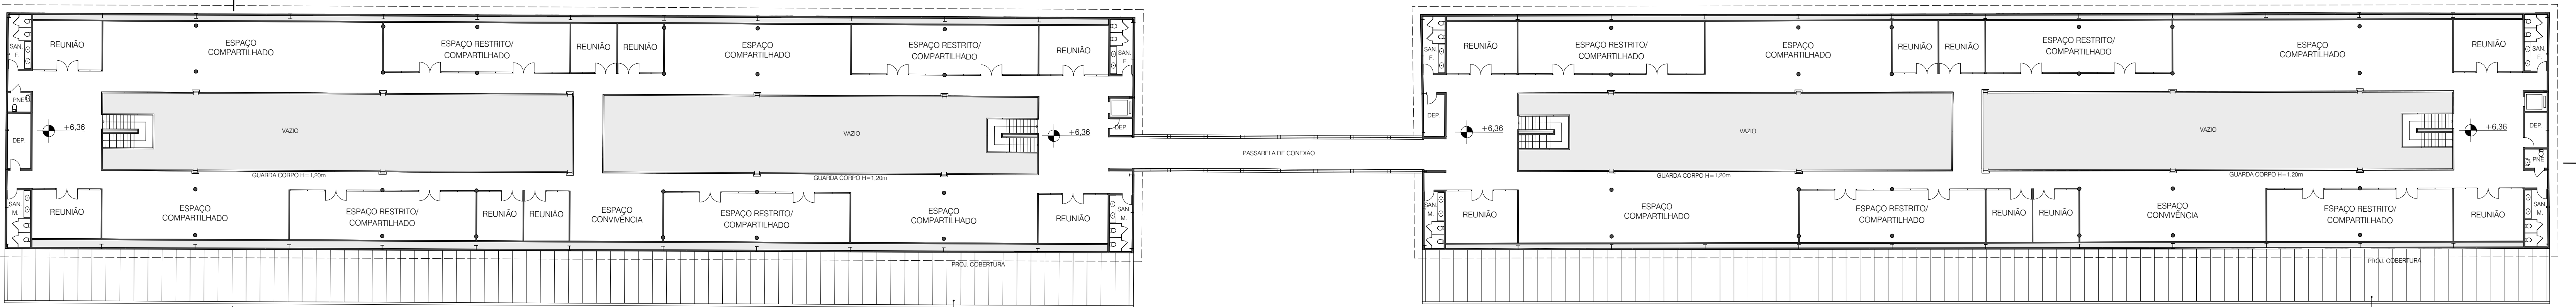 SAN.
F.
REUNIÃO
ESPAÇO
COMPARTILHADO
ESPAÇO RESTRITO/
COMPARTILHADO
REUNIÃO
REUNIÃO
ESPAÇO
COMPARTILHADO
ESPAÇO RESTRITO/
COMPARTILHADO
REUNIÃO
SAN.
F.
PNE
DEP.
+6,36
VAZIO
VAZIO
+6,36
DEP.
GUARDA CORPO H=1,20m
GUARDA CORPO H=1,20m
SAN.
M.
REUNIÃO
ESPAÇO
COMPARTILHADO
ESPAÇO RESTRITO/
COMPARTILHADO
REUNIÃO
REUNIÃO
ESPAÇO
CONVIVÊNCIA
ESPAÇO RESTRITO/
COMPARTILHADO
ESPAÇO
COMPARTILHADO
REUNIÃO
SAN.
M.
PROJ. COBERTURA
PASSARELA DE CONEXÃO
SAN.
F.
REUNIÃO
ESPAÇO RESTRITO/
COMPARTILHADO
ESPAÇO
COMPARTILHADO
REUNIÃO
REUNIÃO
ESPAÇO RESTRITO/
COMPARTILHADO
ESPAÇO
COMPARTILHADO
REUNIÃO
SAN.
F.
DEP.
+6,36
VAZIO
VAZIO
+6,36
DEP.
PNE
GUARDA CORPO H=1,20m
GUARDA CORPO H=1,20m
SAN.
M.
REUNIÃO
ESPAÇO
COMPARTILHADO
ESPAÇO RESTRITO/
COMPARTILHADO
REUNIÃO
REUNIÃO
ESPAÇO
CONVIVÊNCIA
ESPAÇO RESTRITO/
COMPARTILHADO
REUNIÃO
SAN.
M.
PROJ. COBERTURA